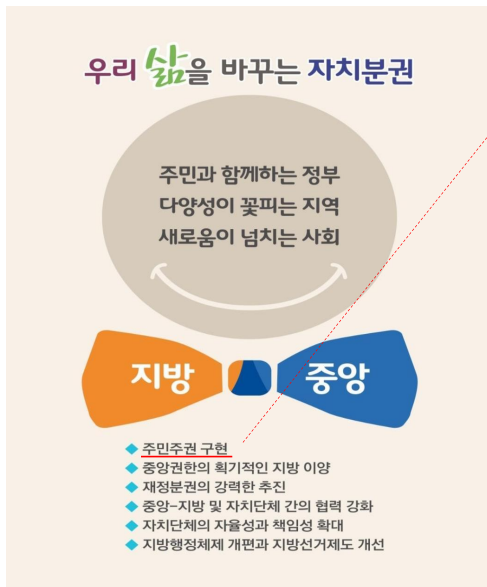 우리 삶을 바꾸는 자치분권
주민과 함께하는 정부
다양성이 꽃피는 지역
새로움이 넘치는 사회
지방 중앙
◆ 주민주권 구현
◆ 중앙권한의 획기적인 지방 이양
◆ 재정분권의 강력한 추진
◆ 중앙-지방 및 자치단체 간의 협력 강화
◆ 자치단체의 자율성과 책임성 확대
◆ 지방행정체제 개편과 지방선거제도 개선